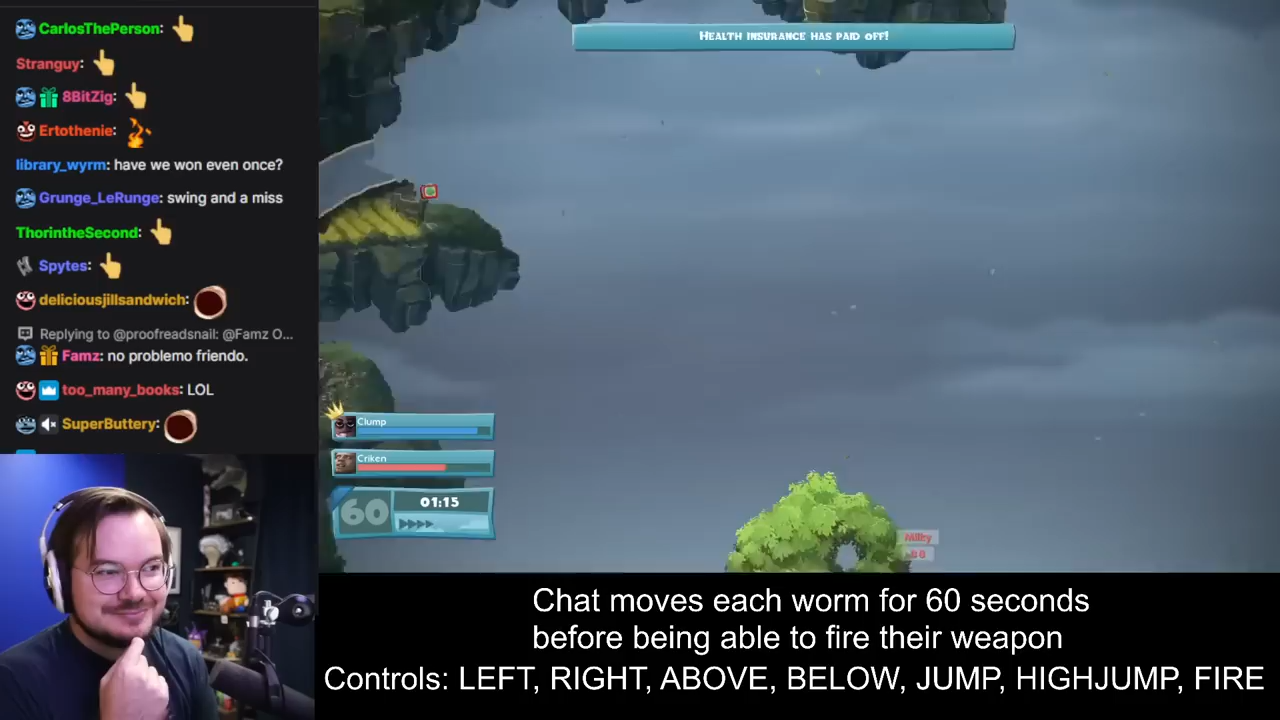 CarlosThePerson:
Stranguy:
8BitZig:
Ertothenie:
library_wyrm: have we won even once?
Grunge_LeRunge: swing and a miss
ThorintheSecond:
Spytes:
deliciousjillsandwich:
Replying to @proofreadsnail: @Famz O...
Famz: no problemo friendo.
too_many_books: LOL
SuperButtery:
HEALTH INSURANCE HAS PAID OFF!
Clump
Criken
60 01:15
Milky
Chat moves each worm for 60 seconds
before being able to fire their weapon
Controls: LEFT, RIGHT, ABOVE, BELOW, JUMP, HIGHJUMP, FIRE